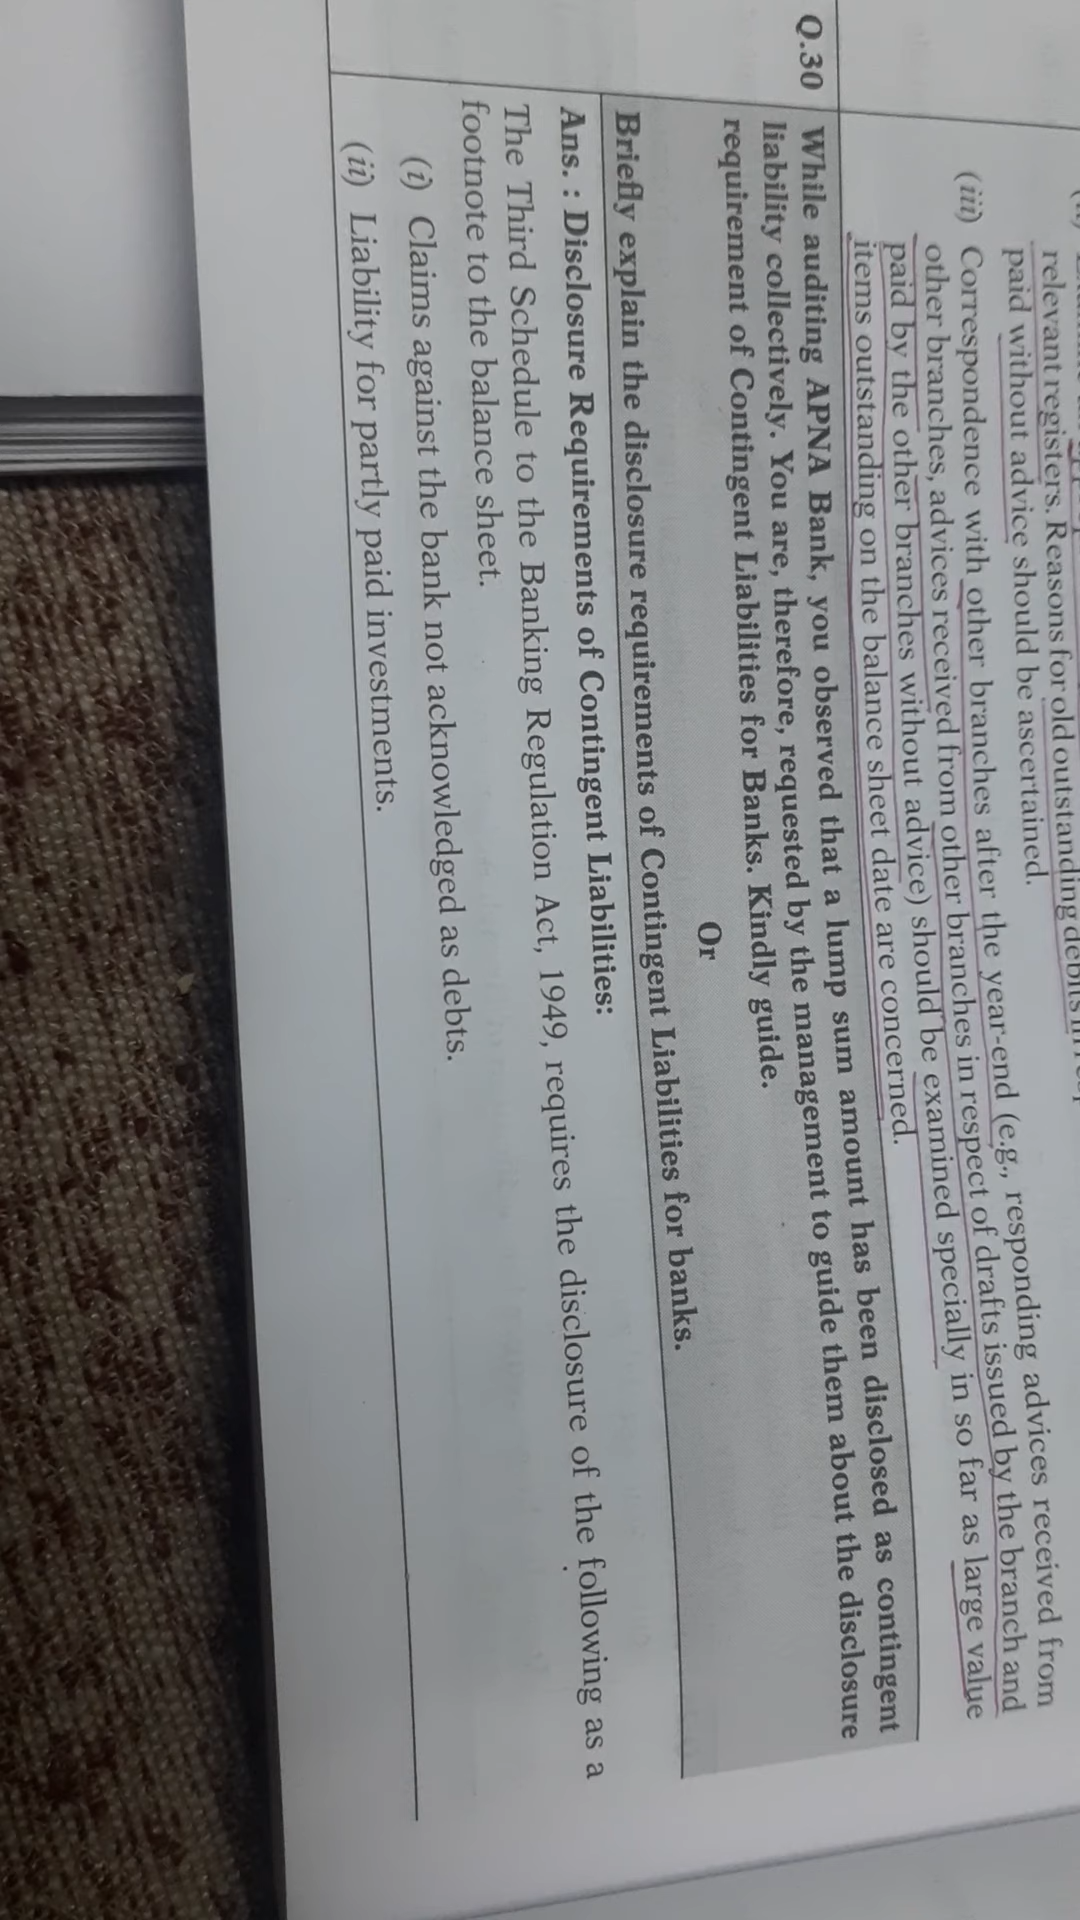 relevant registers. Reasons for old outstanding debits
paid without advice should be ascertained.
(iii) Correspondence with other branches after the year-end (e.g., responding advices received from
other branches, advices received from other branches in respect of drafts issued by the branch and
paid by the other branches without advice) should be examined specially in so far as large value
items outstanding on the balance sheet date are concerned.
Q.30 While auditing APNA Bank, you observed that a lump sum amount has been disclosed as contingent
liability collectively. You are, therefore, requested by the management to guide them about the disclosure
requirement of Contingent Liabilities for Banks. Kindly guide.
Or
Briefly explain the disclosure requirements of Contingent Liabilities for banks.
Ans. : Disclosure Requirements of Contingent Liabilities:
The Third Schedule to the Banking Regulation Act, 1949, requires the disclosure of the following as a
footnote to the balance sheet.
(i) Claims against the bank not acknowledged as debts.
(ii) Liability for partly paid investments.